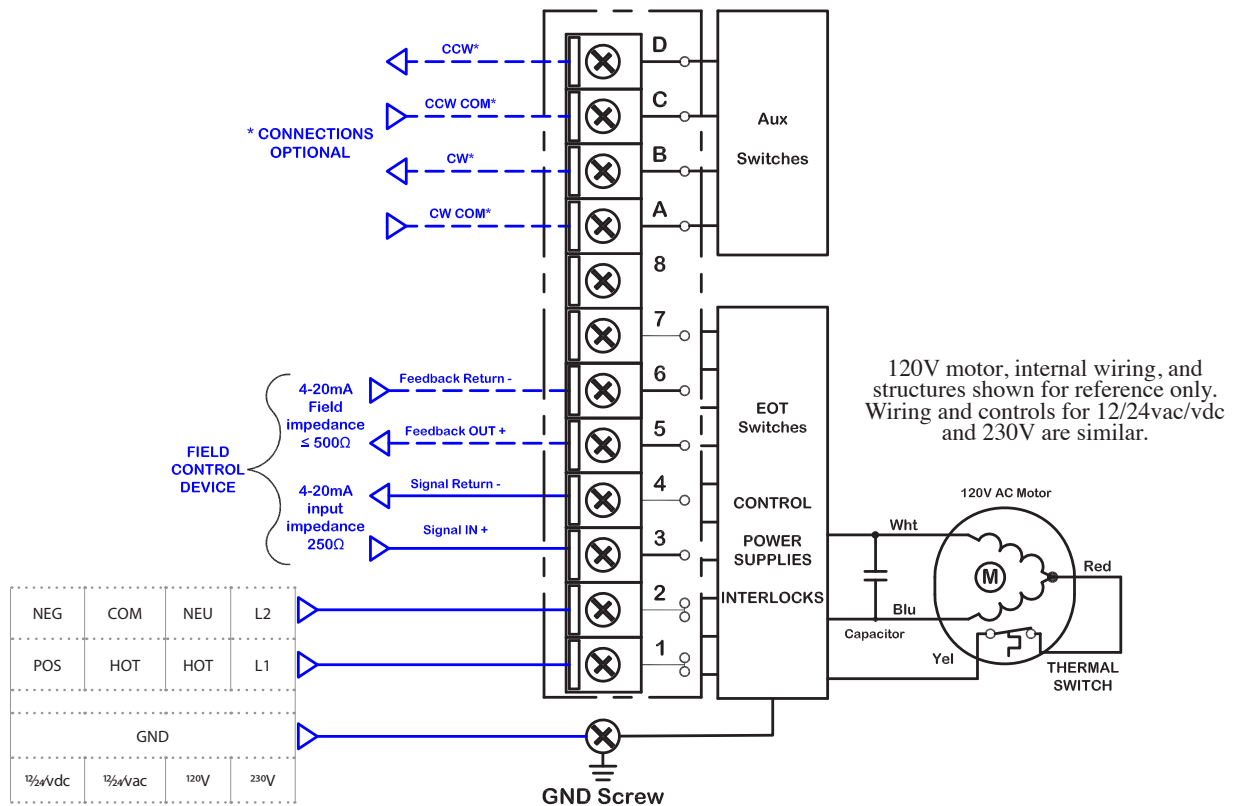 CCW*
D
CCW COM*
C
* CONNECTIONS
OPTIONAL
CW*
B
CW COM*
A
Aux
Switches
8
7
Feedback Return -
6
4-20mA
Field
impedance
≤ 500Ω
Feedback OUT +
5
FIELD
CONTROL
DEVICE
Signal Return -
4
4-20mA
input
impedance
250Ω
Signal IN +
3
2
1
EOT
Switches
CONTROL
POWER
SUPPLIES
INTERLOCKS
120V motor, internal wiring, and
structures shown for reference only.
Wiring and controls for 12/24vac/vdc
and 230V are similar.
120V AC Motor
Wht
M
Red
Blu
Capacitor
Yel
THERMAL
SWITCH
NEG COM NEU L2
POS HOT HOT L1
GND
12/24/vdc 12/24/vac 120V 230V
GND Screw